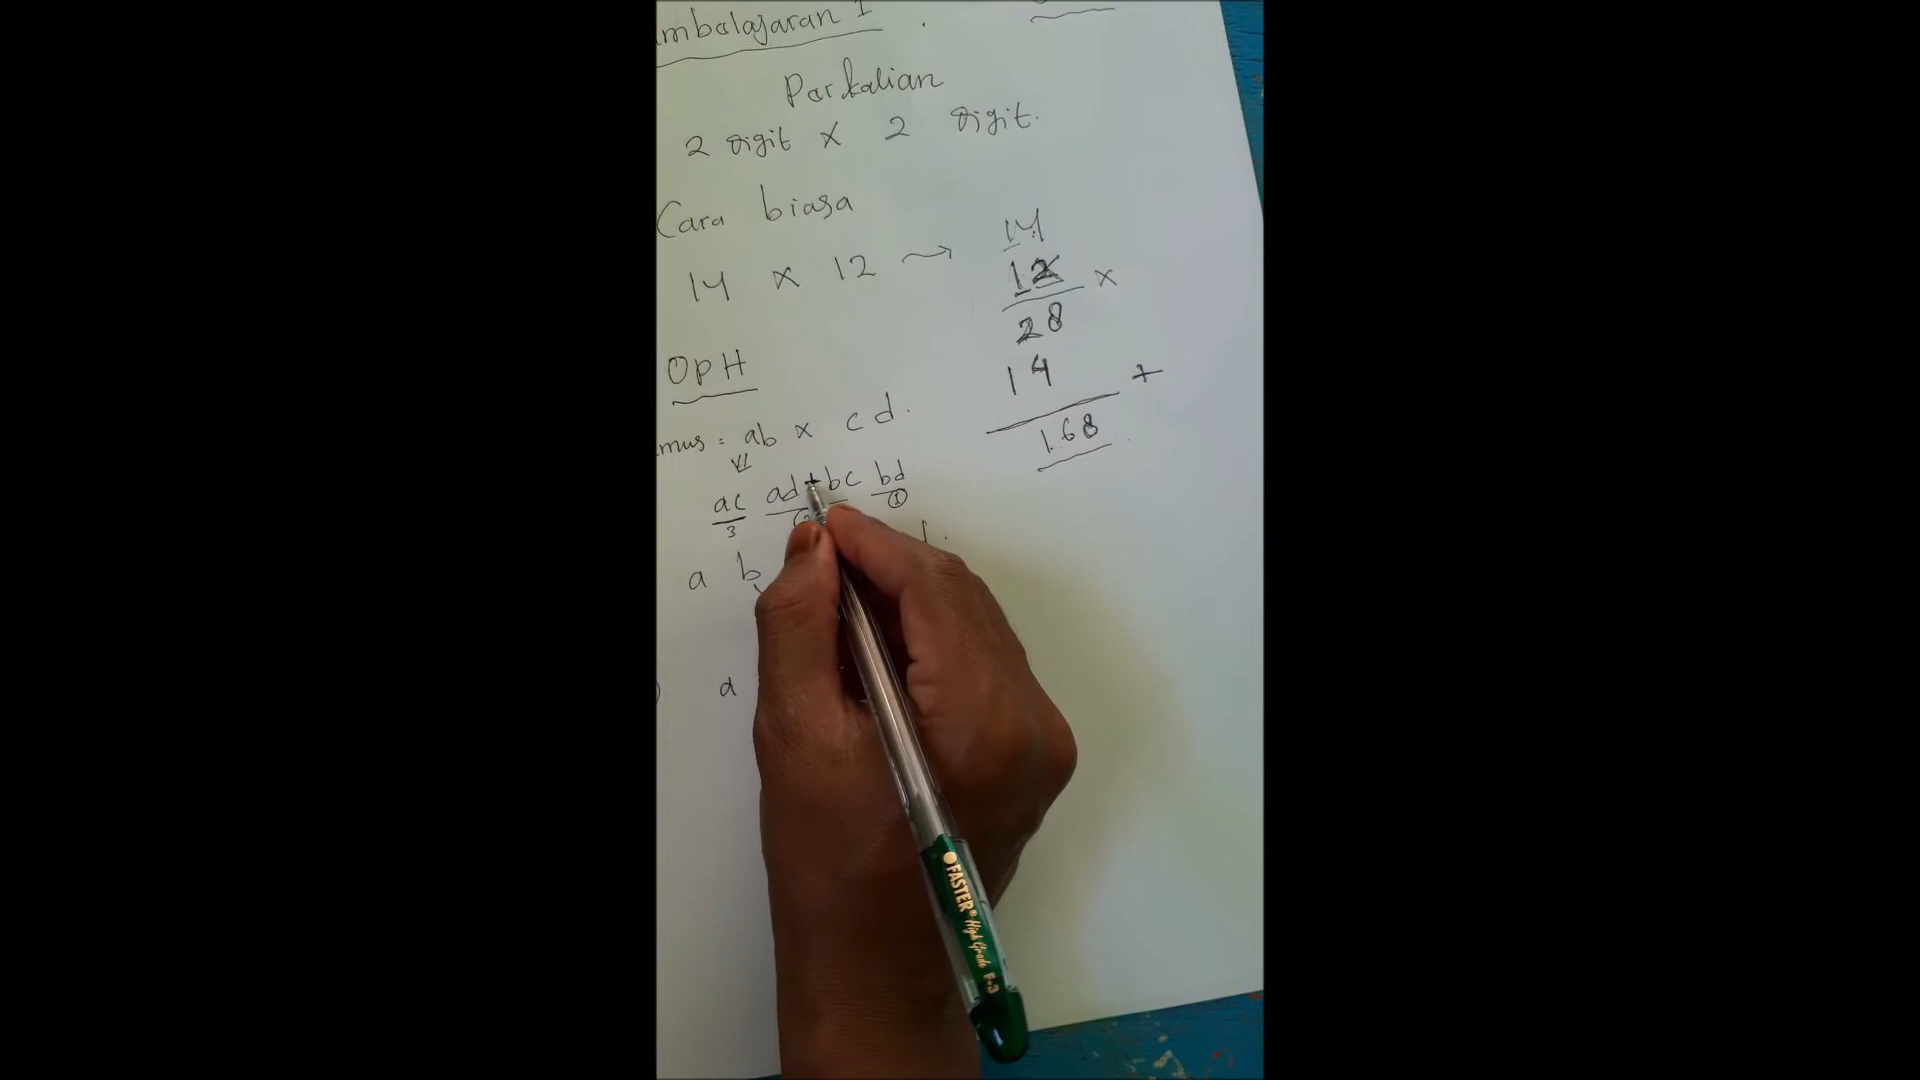 mbelajaran I
Perkalian
2 digit x 2 digit.
Cara biasa
14 x 12 →
14
12 x
28
14 +
168
OPH
mus = ab x cd.
ac ad+bc bd
3 ①
a b
a
FASTER® High Grade F-3